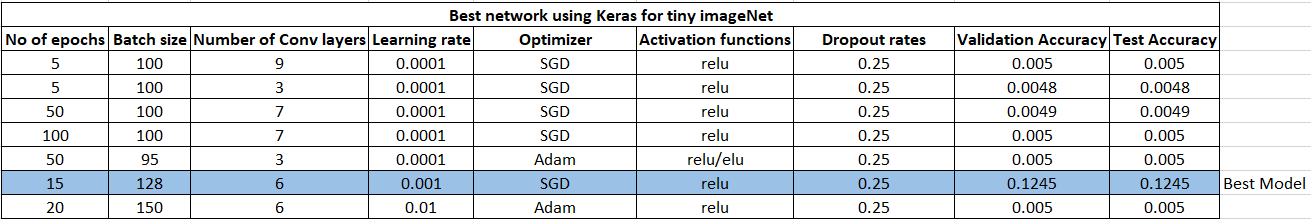 Best network using Keras for tiny imageNet
No of epochs Batch size Number of Conv layers Learning rate Optimizer Activation functions Dropout rates Validation Accuracy Test Accuracy
5 100 9 0.0001 SGD relu 0.25 0.005 0.005
5 100 3 0.0001 SGD relu 0.25 0.0048 0.0048
50 100 7 0.0001 SGD relu 0.25 0.0049 0.0049
100 100 7 0.0001 SGD relu 0.25 0.005 0.005
50 95 3 0.0001 Adam relu/elu 0.25 0.005 0.005
15 128 6 0.001 SGD relu 0.25 0.1245 0.1245 Best Model
20 150 6 0.01 Adam relu 0.25 0.005 0.005